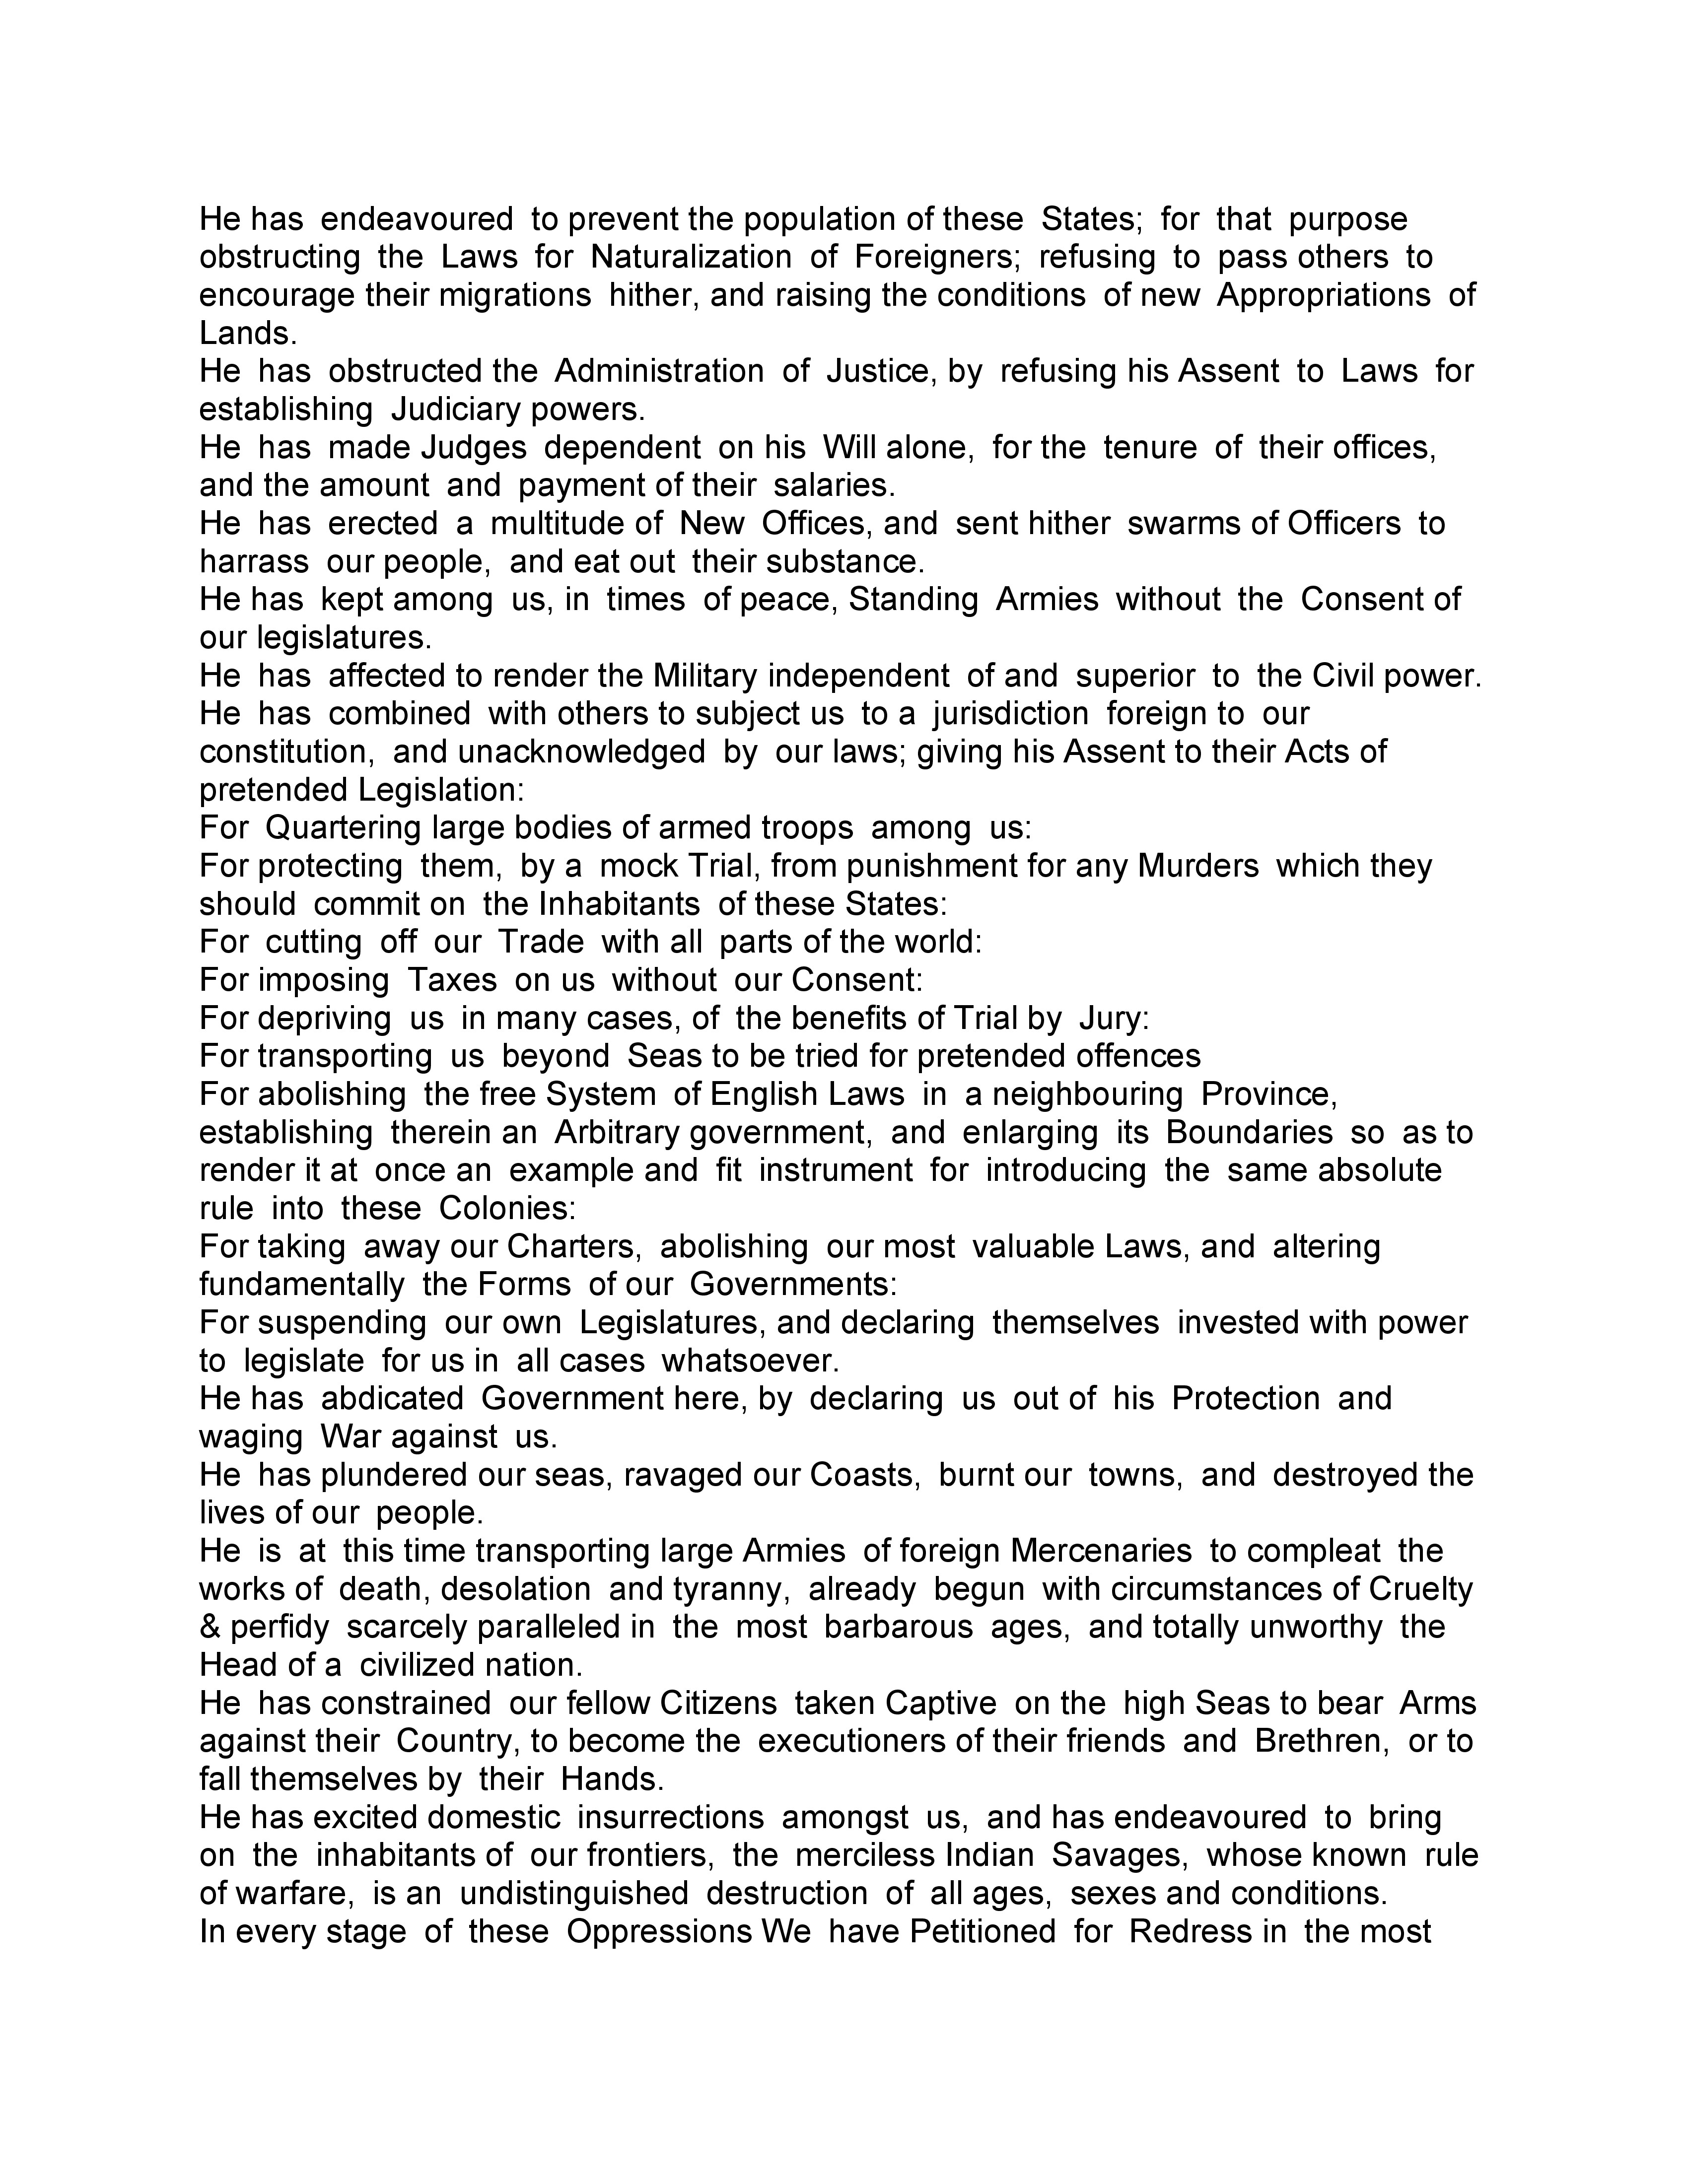 He has endeavoured to prevent the population of these States; for that purpose
obstructing the Laws for Naturalization of Foreigners; refusing to pass others to
encourage their migrations hither, and raising the conditions of new Appropriations of
Lands.
He has obstructed the Administration of Justice, by refusing his Assent to Laws for
establishing Judiciary powers.
He has made Judges dependent on his Will alone, for the tenure of their offices,
and the amount and payment of their salaries.
He has erected a multitude of New Offices, and sent hither swarms of Officers to
harrass our people, and eat out their substance.
He has kept among us, in times of peace, Standing Armies without the Consent of
our legislatures.
He has affected to render the Military independent of and superior to the Civil power.
He has combined with others to subject us to a jurisdiction foreign to our
constitution, and unacknowledged by our laws; giving his Assent to their Acts of
pretended Legislation:
For Quartering large bodies of armed troops among us:
For protecting them, by a mock Trial, from punishment for any Murders which they
should commit on the Inhabitants of these States:
For cutting off our Trade with all parts of the world:
For imposing Taxes on us without our Consent:
For depriving us in many cases, of the benefits of Trial by Jury:
For transporting us beyond Seas to be tried for pretended offences
For abolishing the free System of English Laws in a neighbouring Province,
establishing therein an Arbitrary government, and enlarging its Boundaries so as to
render it at once an example and fit instrument for introducing the same absolute
rule into these Colonies:
For taking away our Charters, abolishing our most valuable Laws, and altering
fundamentally the Forms of our Governments:
For suspending our own Legislatures, and declaring themselves invested with power
to legislate for us in all cases whatsoever.
He has abdicated Government here, by declaring us out of his Protection and
waging War against us.
He has plundered our seas, ravaged our Coasts, burnt our towns, and destroyed the
lives of our people.
He is at this time transporting large Armies of foreign Mercenaries to compleat the
works of death, desolation and tyranny, already begun with circumstances of Cruelty
& perfidy scarcely paralleled in the most barbarous ages, and totally unworthy the
Head of a civilized nation.
He has constrained our fellow Citizens taken Captive on the high Seas to bear Arms
against their Country, to become the executioners of their friends and Brethren, or to
fall themselves by their Hands.
He has excited domestic insurrections amongst us, and has endeavoured to bring
on the inhabitants of our frontiers, the merciless Indian Savages, whose known rule
of warfare, is an undistinguished destruction of all ages, sexes and conditions.
In every stage of these Oppressions We have Petitioned for Redress in the most